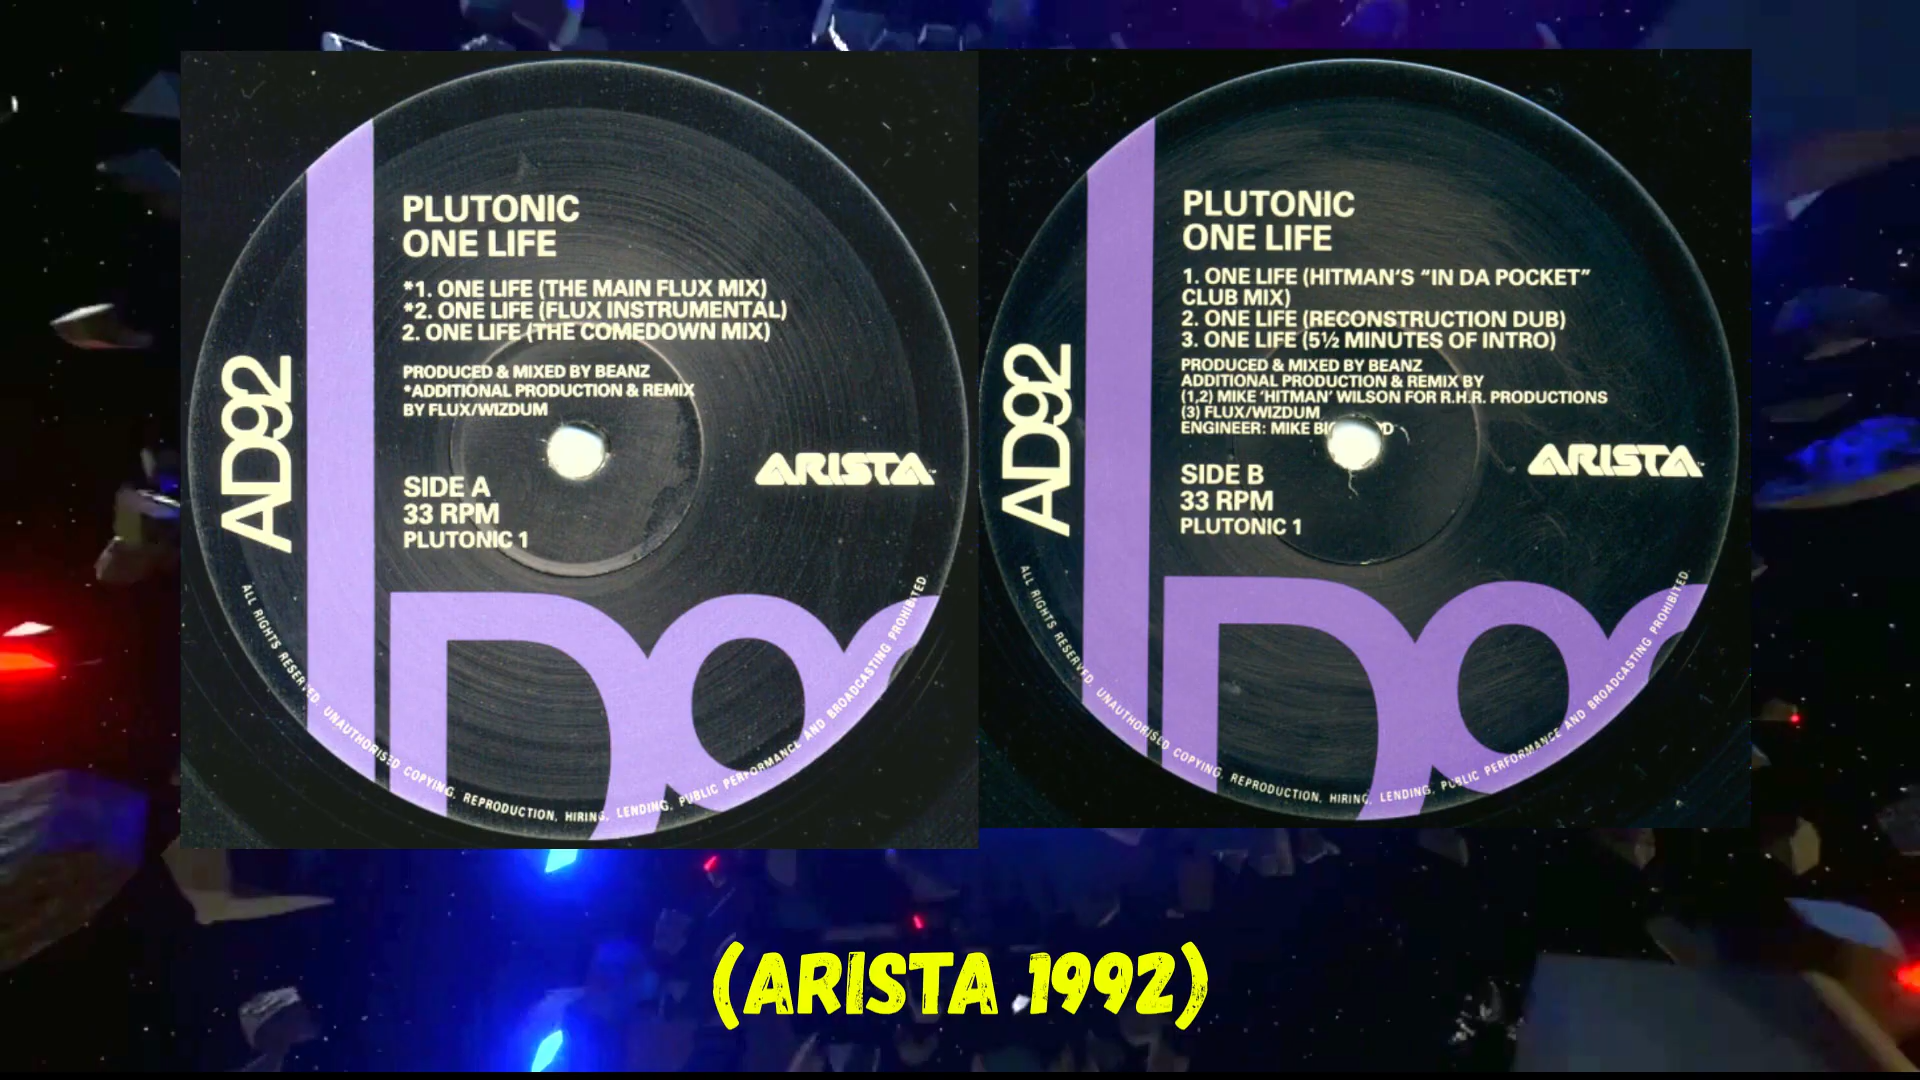 PLUTONIC
ONE LIFE
*1. ONE LIFE (THE MAIN FLUX MIX)
*2. ONE LIFE (FLUX INSTRUMENTAL)
2. ONE LIFE (THE COMEDOWN MIX)
PRODUCED & MIXED BY BEANZ
*ADDITIONAL PRODUCTION & REMIX
BY FLUX/WIZDUM
AD92
ARISTA™
SIDE A
33 RPM
PLUTONIC 1
ALL RIGHTS RESERVED. UNAUTHORISED COPYING, REPRODUCTION, HIRING, LENDING, PUBLIC PERFORMANCE AND BROADCASTING PROHIBITED.
PLUTONIC
ONE LIFE
1. ONE LIFE (HITMAN'S "IN DA POCKET"
CLUB MIX)
2. ONE LIFE (RECONSTRUCTION DUB)
3. ONE LIFE (5½ MINUTES OF INTRO)
PRODUCED & MIXED BY BEANZ
ADDITIONAL PRODUCTION & REMIX BY
(1,2) MIKE 'HITMAN' WILSON FOR R.H.R. PRODUCTIONS
(3) FLUX/WIZDUM
ENGINEER: MIKE
AD92
ARISTA™
SIDE B
33 RPM
PLUTONIC 1
ALL RIGHTS RESERVED. UNAUTHORISED COPYING, REPRODUCTION, HIRING, LENDING, PUBLIC PERFORMANCE AND BROADCASTING PROHIBITED.
(ARISTA 1992)